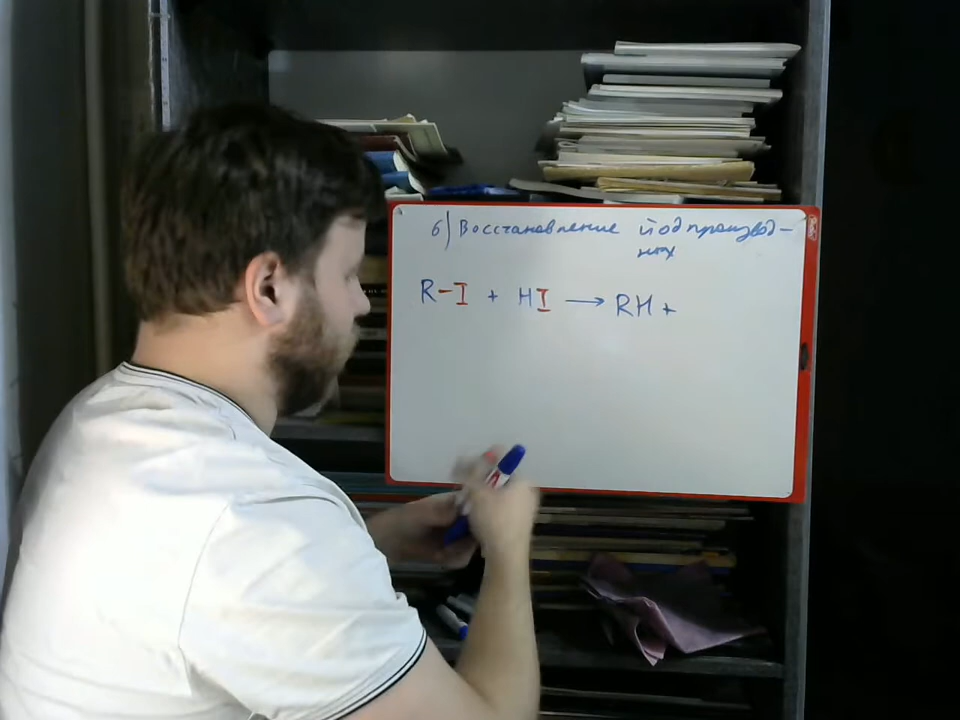 6) Восстановление йодпроизвод-
ных
R-I + HI → RH +